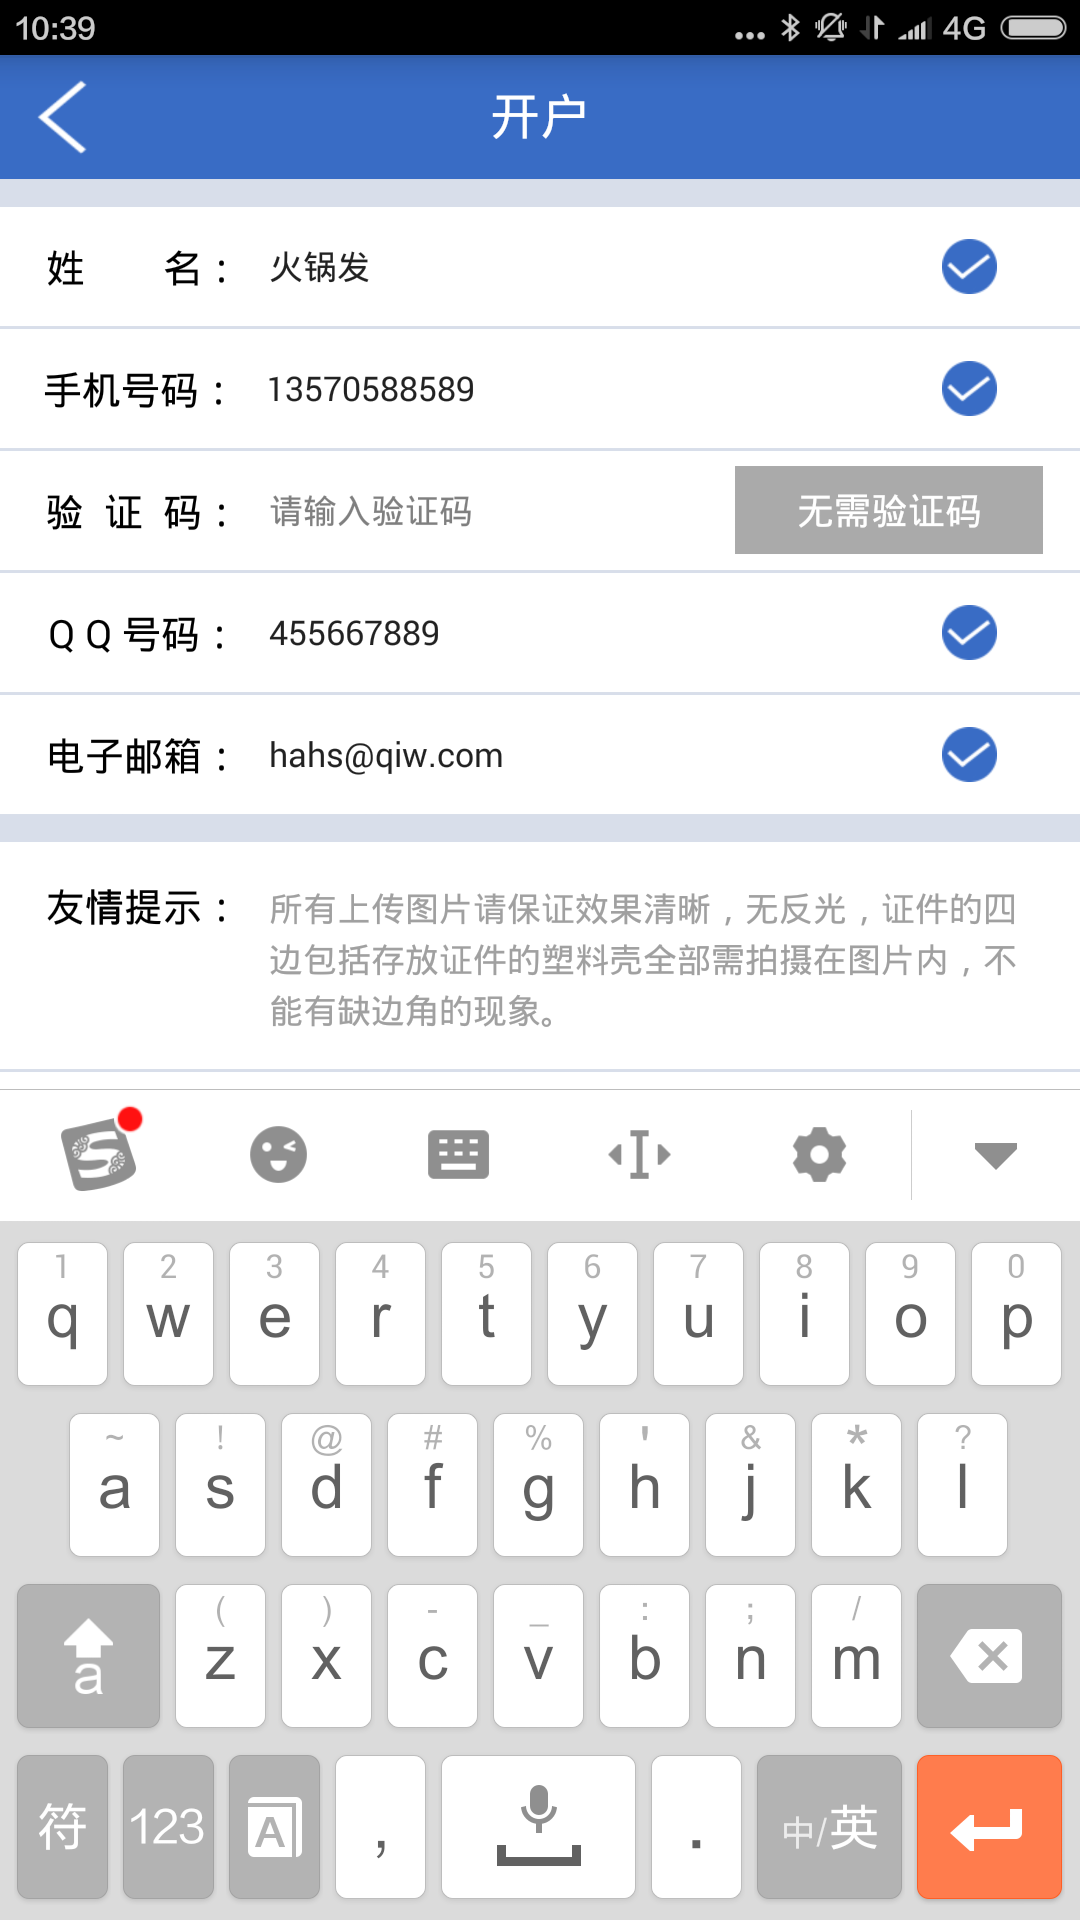 10:39 ... 4G
开户
姓 名： 火锅发
手机号码： 13570588589
验 证 码： 请输入验证码 无需验证码
Q Q 号码： 455667889
电子邮箱： hahs@qiw.com
友情提示： 所有上传图片请保证效果清晰，无反光，证件的四
边包括存放证件的塑料壳全部需拍摄在图片内，不
能有缺边角的现象。
1 2 3 4 5 6 7 8 9 0
q w e r t y u i o p
~ ! @ # % ' & * ?
a s d f g h j k l
( ) - _ : ; /
a z x c v b n m
符 123 A , . 中/英